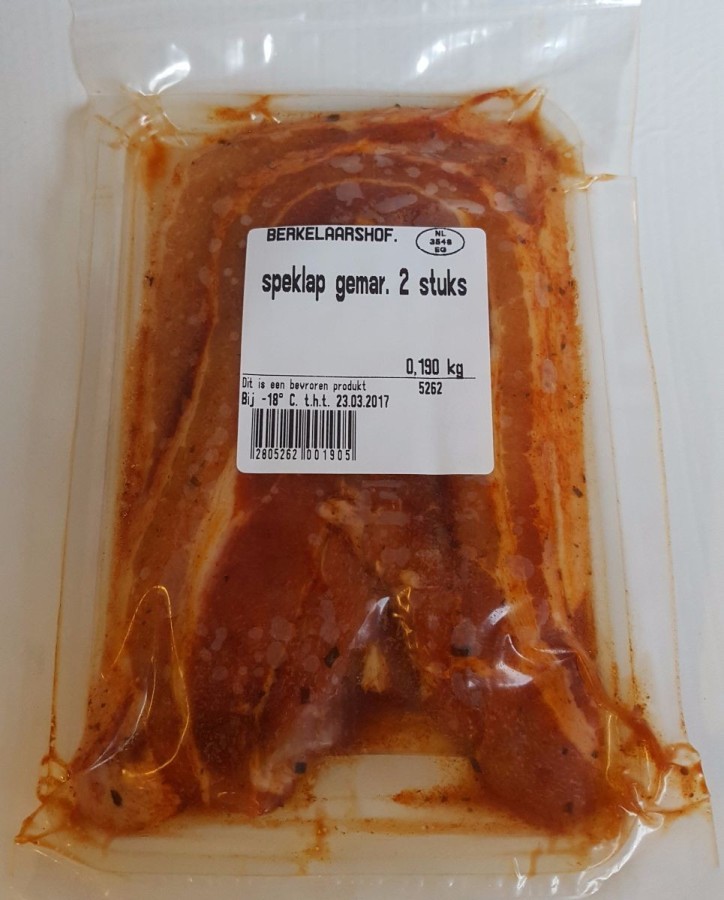 BERKELAARSHOF.
NL
3548
EG
speklap gemar. 2 stuks
0,190 kg
Dit is een bevroren produkt
5262
Bij -18° C. t.h.t. 23.03.2017
2805262 001905